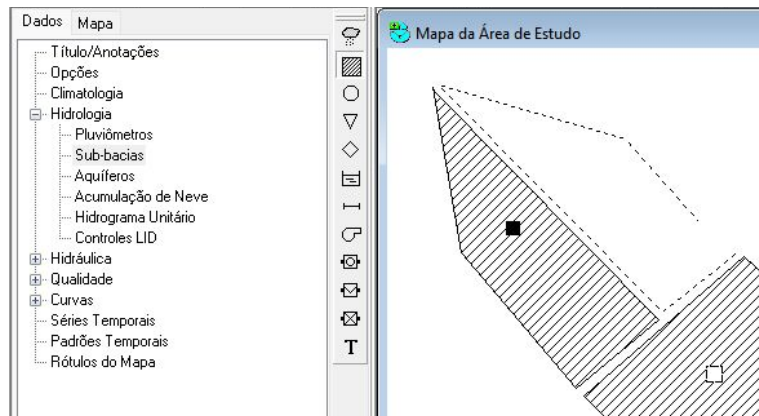 Dados Mapa
Título/Anotações
Opções
Climatologia
Hidrologia
Pluviômetros
Sub-bacias
Aquíferos
Acumulação de Neve
Hidrograma Unitário
Controles LID
Hidráulica
Qualidade
Curvas
Séries Temporais
Padrões Temporais
Rótulos do Mapa
T
Mapa da Área de Estudo